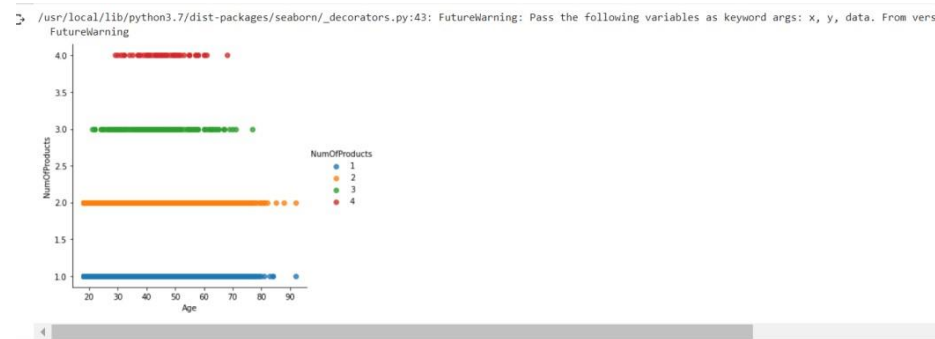 /usr/local/lib/python3.7/dist-packages/seaborn/_decorators.py:43: FutureWarning: Pass the following variables as keyword args: x, y, data. From vers
FutureWarning
4.0
3.5
3.0
2.5
2.0
1.5
1.0
NumOfProducts
20 30 40 50 60 70 80 90
Age
NumOfProducts
1
2
3
4